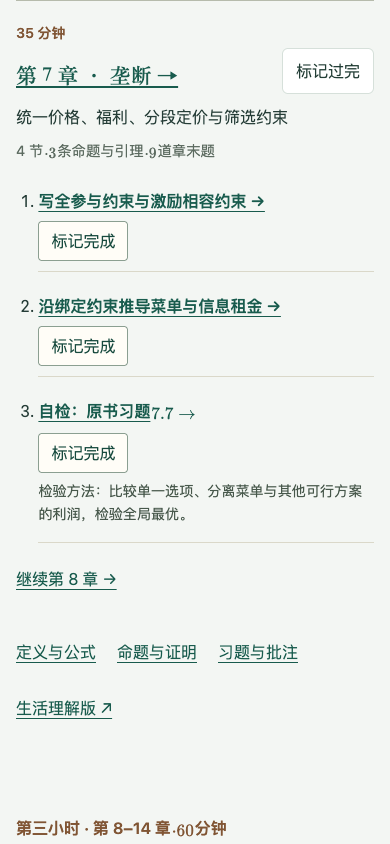 35 分钟
第 7 章 · 垄断 →
标记过完
统一价格、福利、分段定价与筛选约束
4 节·3条命题与引理·9道章末题
1. 写全参与约束与激励相容约束 →
标记完成
2. 沿绑定约束推导菜单与信息租金 →
标记完成
3. 自检：原书习题7.7 →
标记完成
检验方法：比较单一选项、分离菜单与其他可行方案
的利润，检验全局最优。
继续第 8 章 →
定义与公式 命题与证明 习题与批注
生活理解版 ↗
第三小时 · 第 8–14 章·60分钟